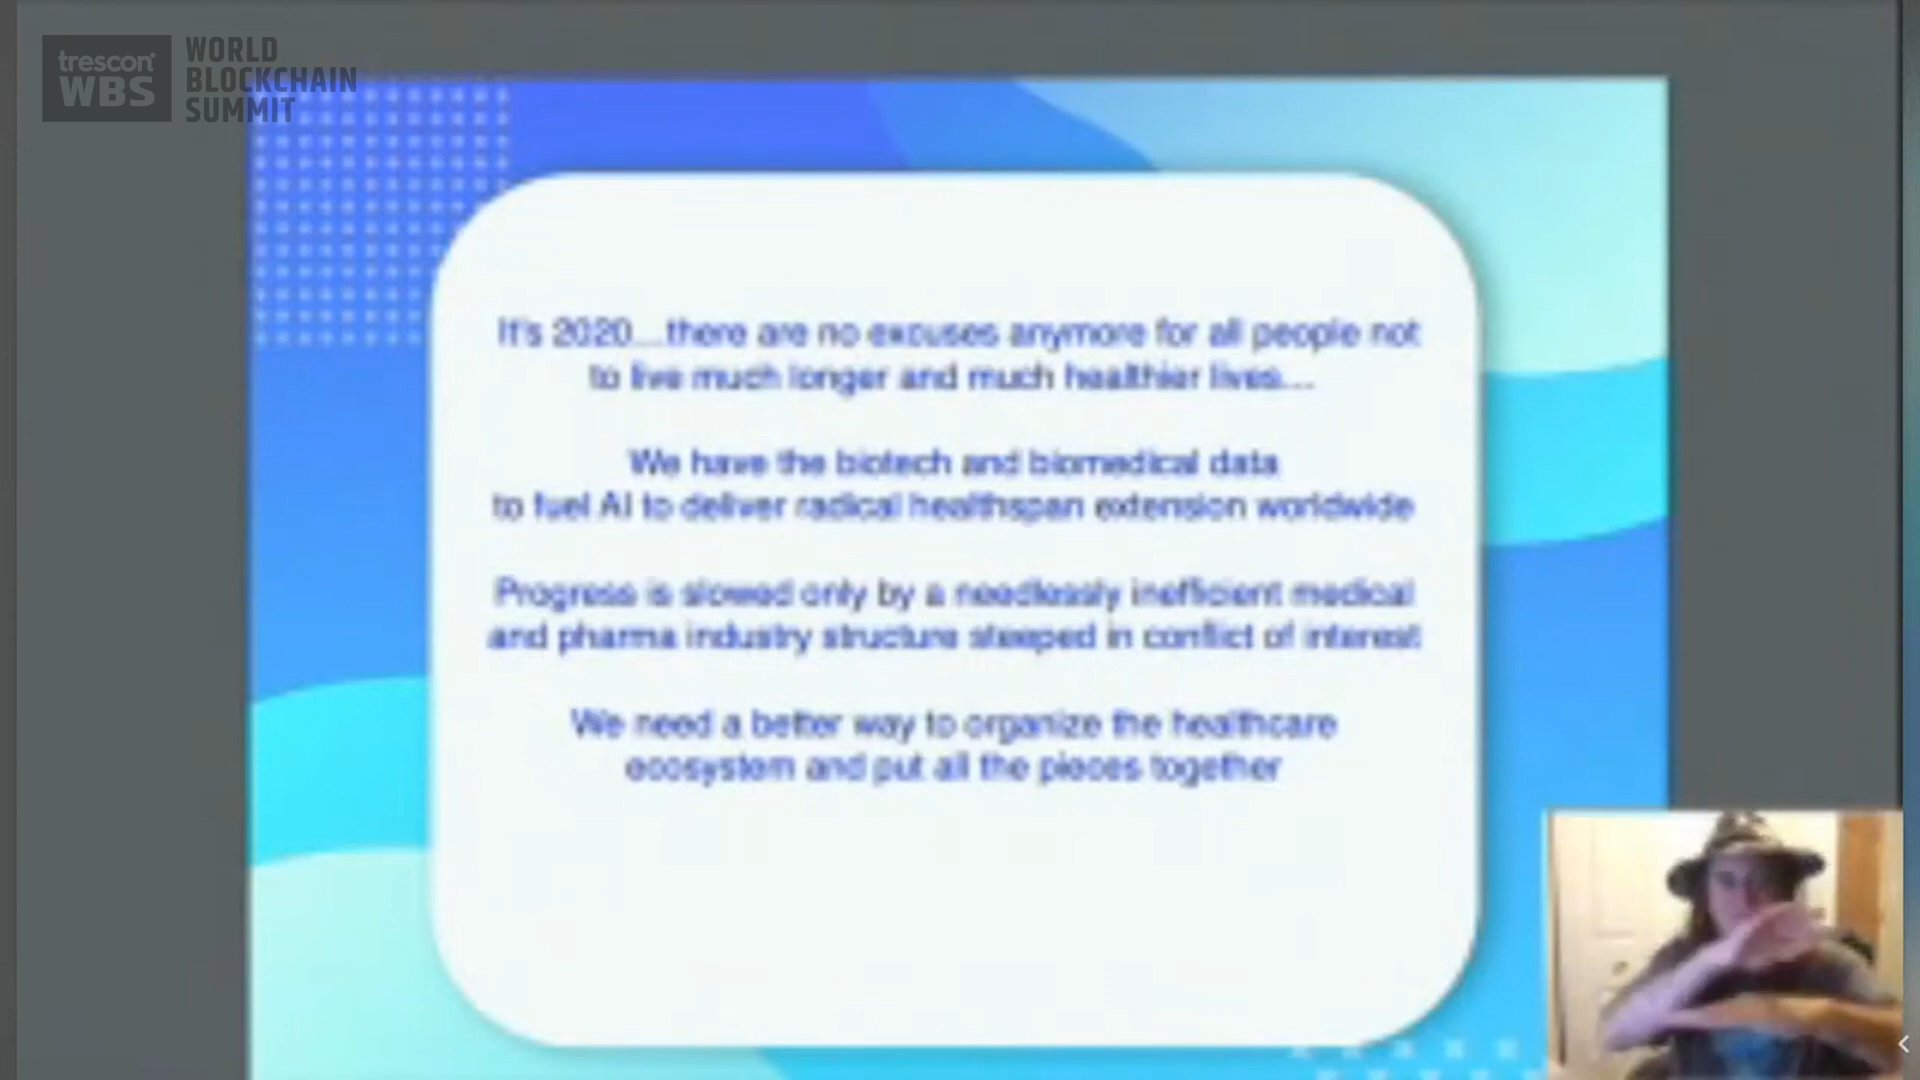 trescon
WBS
WORLD
BLOCKCHAIN
SUMMIT
It's 2020....there are no excuses anymore for all people not
to live much longer and much healthier lives....
We have the biotech and biomedical data
to fuel AI to deliver radical healthspan extension worldwide
Progress is slowed only by a needlessly inefficient medical
and pharma industry structure steeped in conflict of interest
We need a better way to organize the healthcare
ecosystem and put all the pieces together